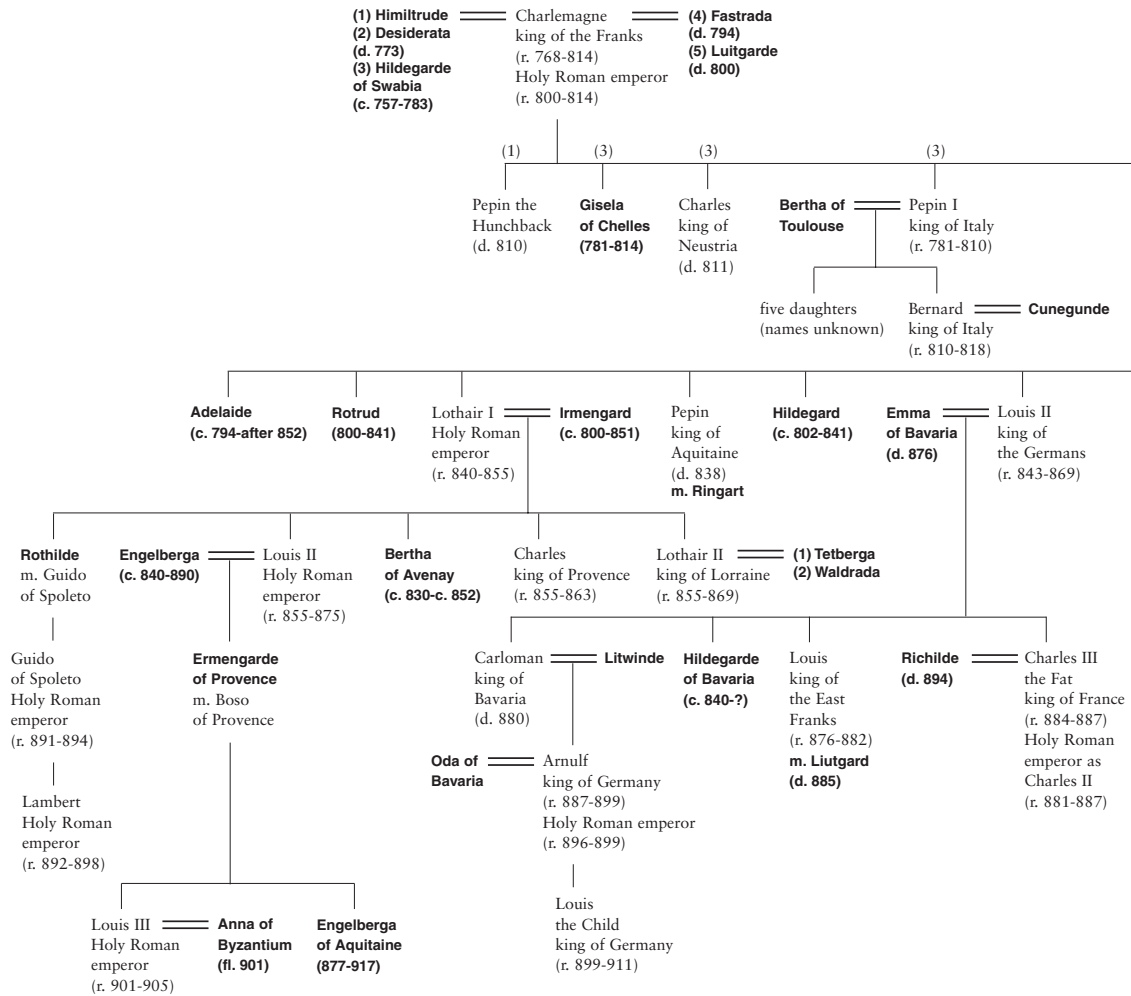 (1) Himiltrude
(2) Desiderata
(d. 773)
(3) Hildegarde
of Swabia
(c. 757-783)
Charlemagne
king of the Franks
(r. 768-814)
Holy Roman emperor
(r. 800-814)
(4) Fastrada
(d. 794)
(5) Luitgarde
(d. 800)
(1)
(3)
(3)
(3)
Pepin the
Hunchback
(d. 810)
Gisela
of Chelles
(781-814)
Charles
king of
Neustria
(d. 811)
Bertha of
Toulouse
Pepin I
king of Italy
(r. 781-810)
five daughters
(names unknown)
Bernard
king of Italy
(r. 810-818)
Cunegunde
Adelaide
(c. 794-after 852)
Rotrud
(800-841)
Lothair I
Holy Roman
emperor
(r. 840-855)
Irmengard
(c. 800-851)
Pepin
king of
Aquitaine
(d. 838)
m. Ringart
Hildegard
(c. 802-841)
Emma
of Bavaria
(d. 876)
Louis II
king of
the Germans
(r. 843-869)
Rothilde
m. Guido
of Spoleto
Engelberga
(c. 840-890)
Louis II
Holy Roman
emperor
(r. 855-875)
Bertha
of Avenay
(c. 830-c. 852)
Charles
king of Provence
(r. 855-863)
Lothair II
king of Lorraine
(r. 855-869)
(1) Tetberga
(2) Waldrada
Guido
of Spoleto
Holy Roman
emperor
(r. 891-894)
Ermengarde
of Provence
m. Boso
of Provence
Carloman
king of
Bavaria
(d. 880)
Litwinde
Hildegarde
of Bavaria
(c. 840-?)
Louis
king of
the East
Franks
(r. 876-882)
m. Liutgard
(d. 885)
Richilde
(d. 894)
Charles III
the Fat
king of France
(r. 884-887)
Holy Roman
emperor as
Charles II
(r. 881-887)
Lambert
Holy Roman
emperor
(r. 892-898)
Oda of
Bavaria
Arnulf
king of Germany
(r. 887-899)
Holy Roman emperor
(r. 896-899)
Louis III
Holy Roman
emperor
(r. 901-905)
Anna of
Byzantium
(fl. 901)
Engelberga
of Aquitaine
(877-917)
Louis
the Child
king of Germany
(r. 899-911)